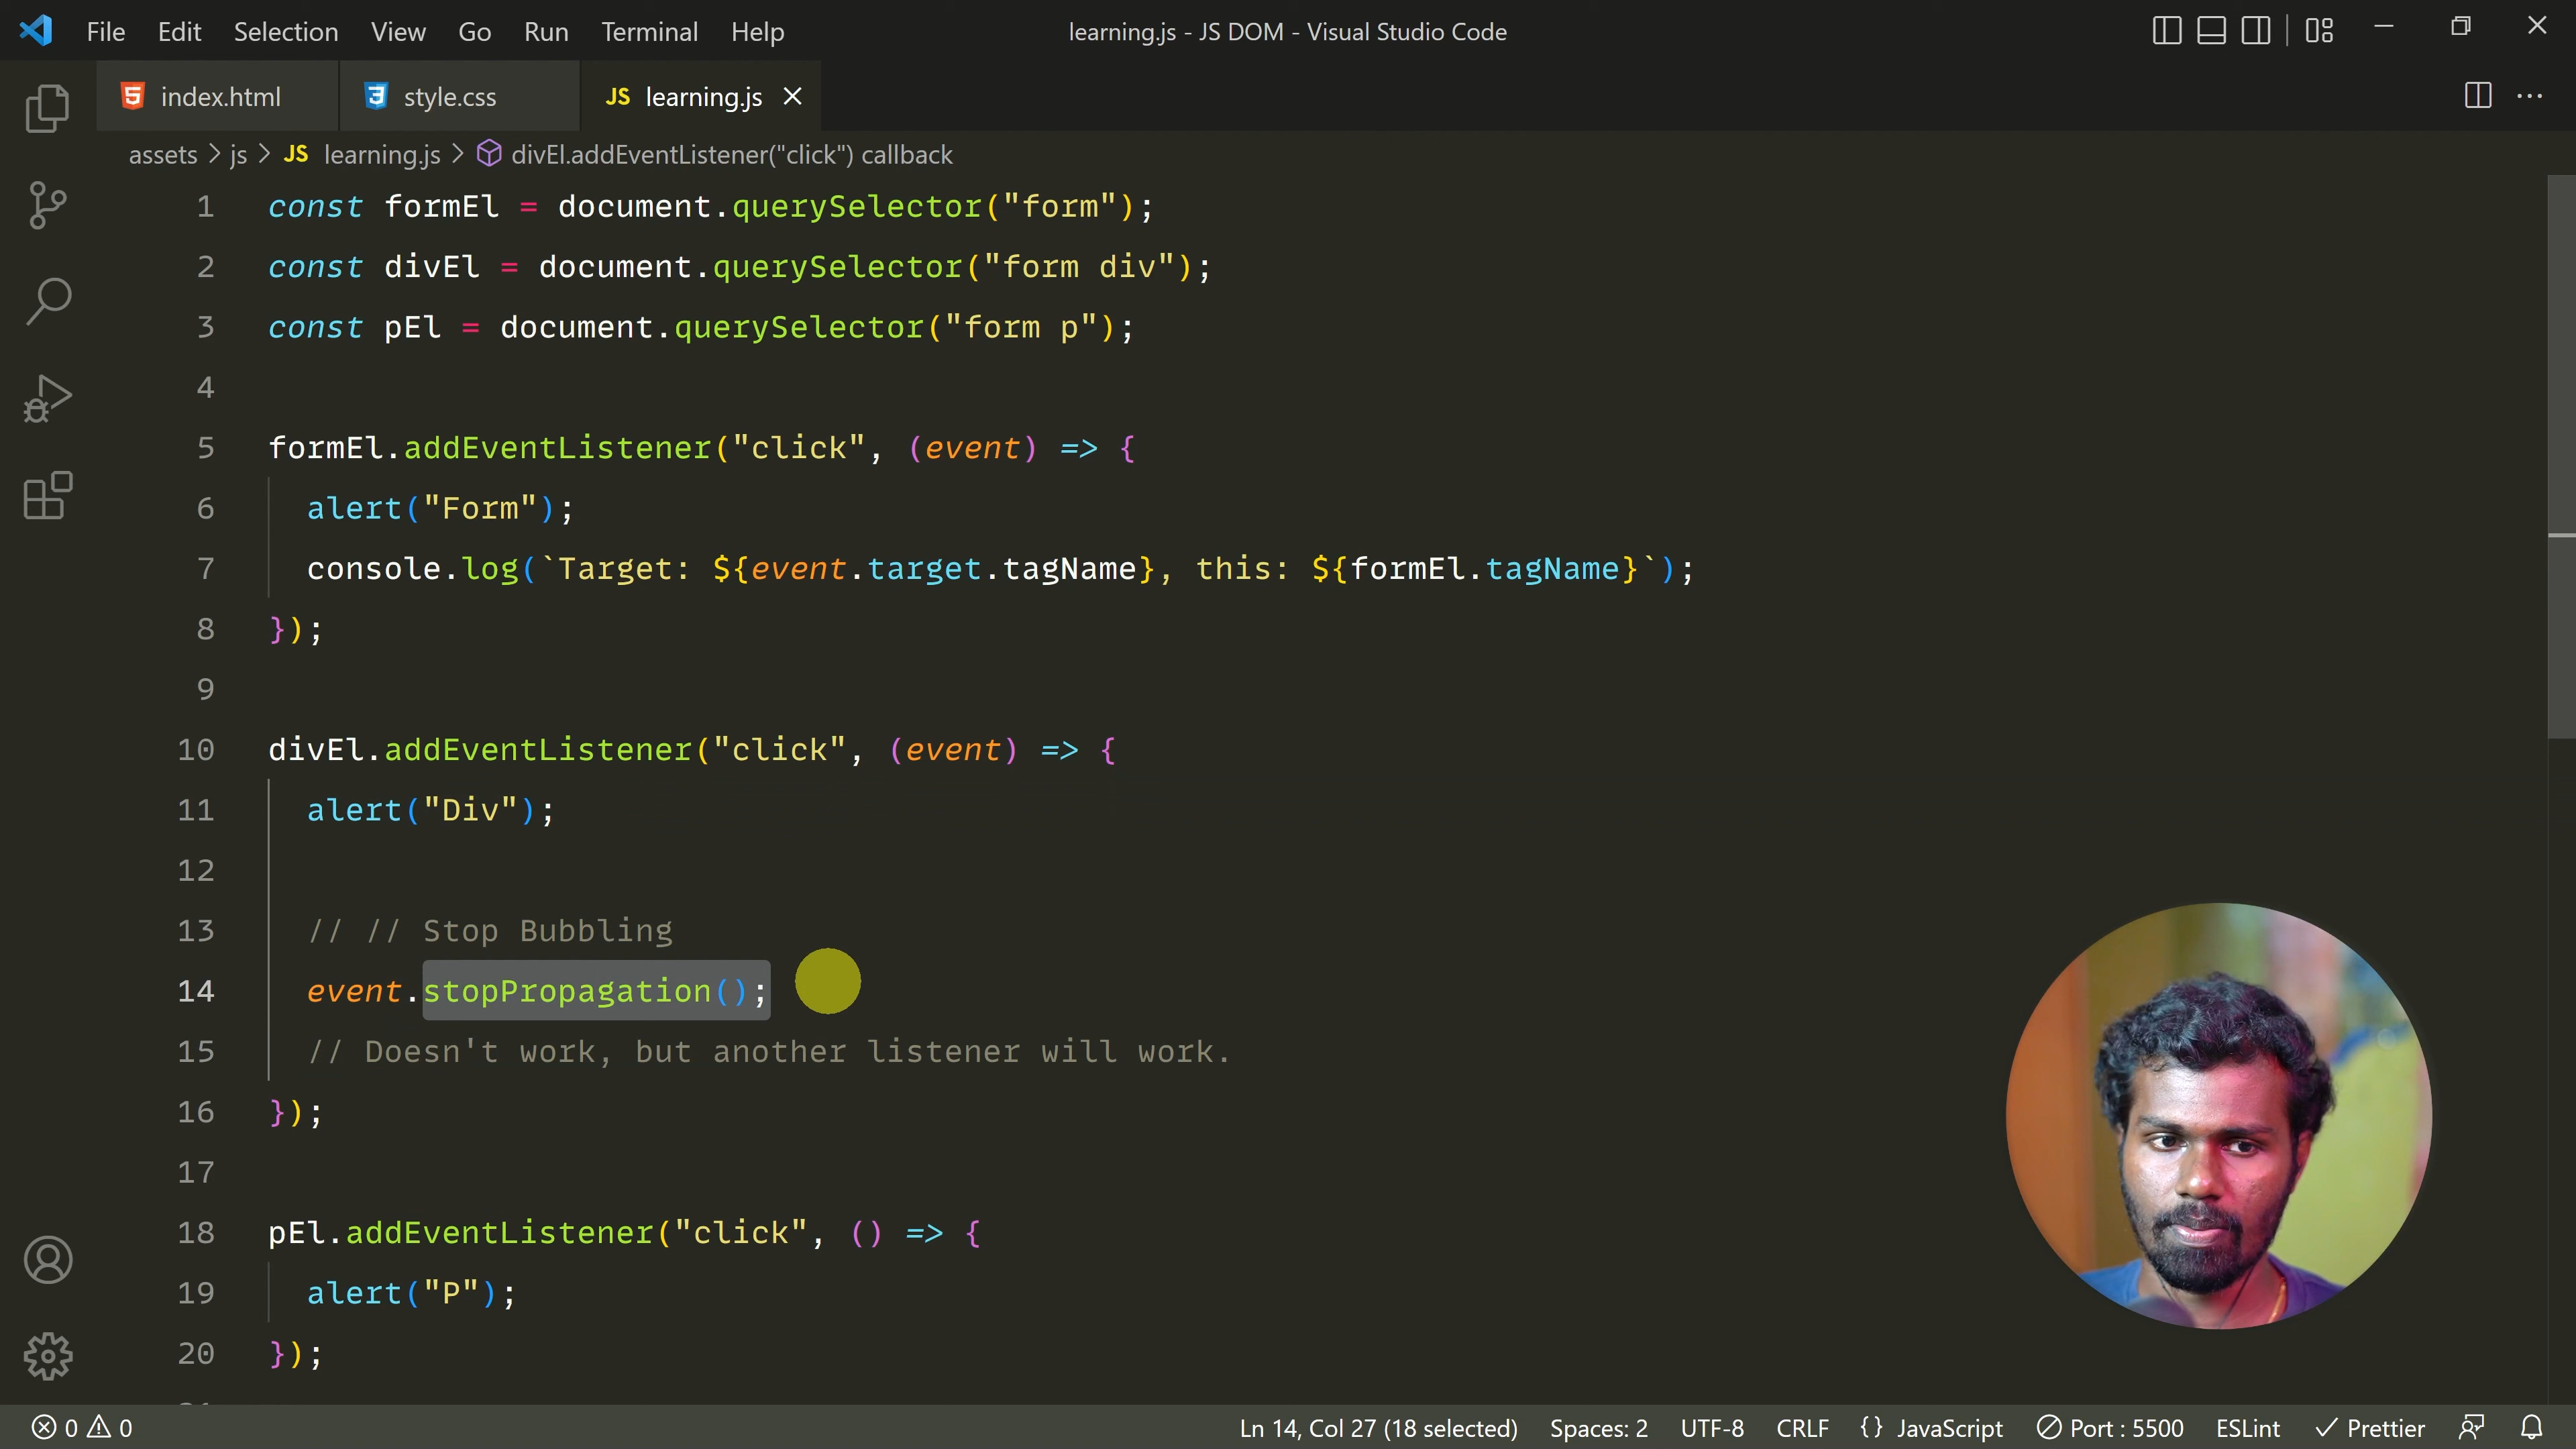 File Edit Selection View Go Run Terminal Help
learning.js - JS DOM - Visual Studio Code
index.html
style.css
JS learning.js
assets > js > JS learning.js > divEl.addEventListener("click") callback
1 const formEl = document.querySelector("form");
2 const divEl = document.querySelector("form div");
3 const pEl = document.querySelector("form p");
4
5 formEl.addEventListener("click", (event) => {
6 alert("Form");
7 console.log(`Target: ${event.target.tagName}, this: ${formEl.tagName}`);
8 });
9
10 divEl.addEventListener("click", (event) => {
11 alert("Div");
12
13 // // Stop Bubbling
14 event.stopPropagation();
15 // Doesn't work, but another listener will work.
16 });
17
18 pEl.addEventListener("click", () => {
19 alert("P");
20 });
0 0 Ln 14, Col 27 (18 selected) Spaces: 2 UTF-8 CRLF {} JavaScript Port : 5500 ESLint Prettier